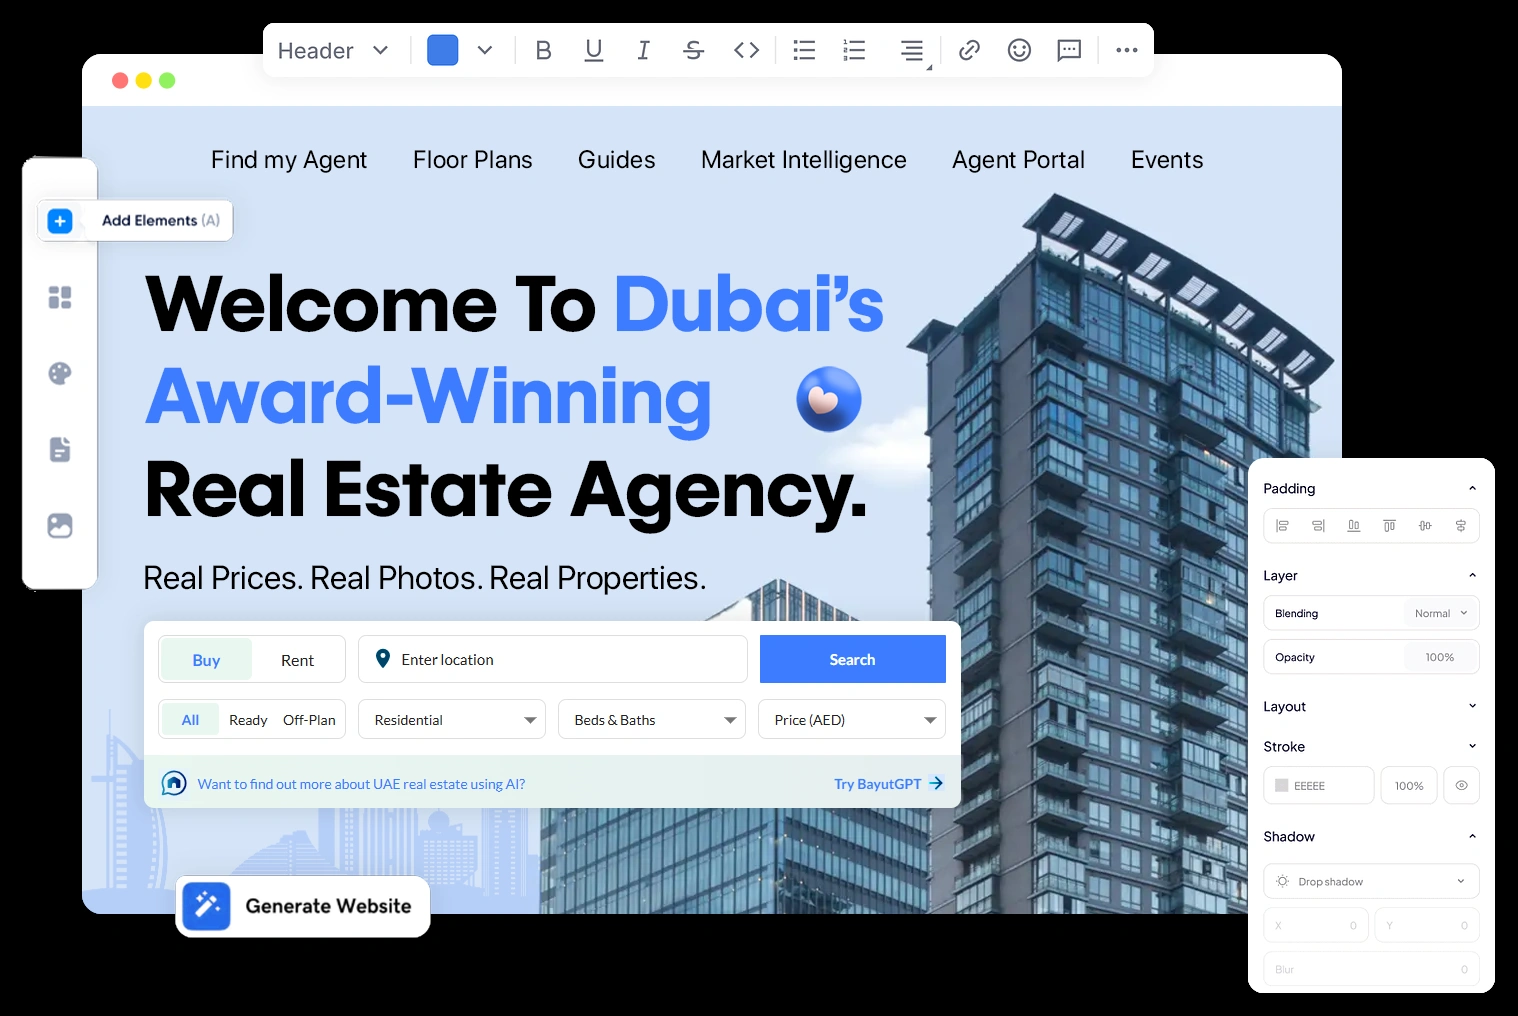 Header
B U I S
Find my Agent Floor Plans Guides Market Intelligence Agent Portal Events
Add Elements (A)
Welcome To Dubai's
Award-Winning
Real Estate Agency.
Real Prices. Real Photos. Real Properties.
Buy Rent Enter location Search
All Ready Off-Plan Residential Beds & Baths Price (AED)
Want to find out more about UAE real estate using AI? Try BayutGPT
Generate Website
Padding
Layer
Blending Normal
Opacity 100%
Layout
Stroke
EEEEE 100%
Shadow
Drop shadow
X 0 Y 0
Blur 0